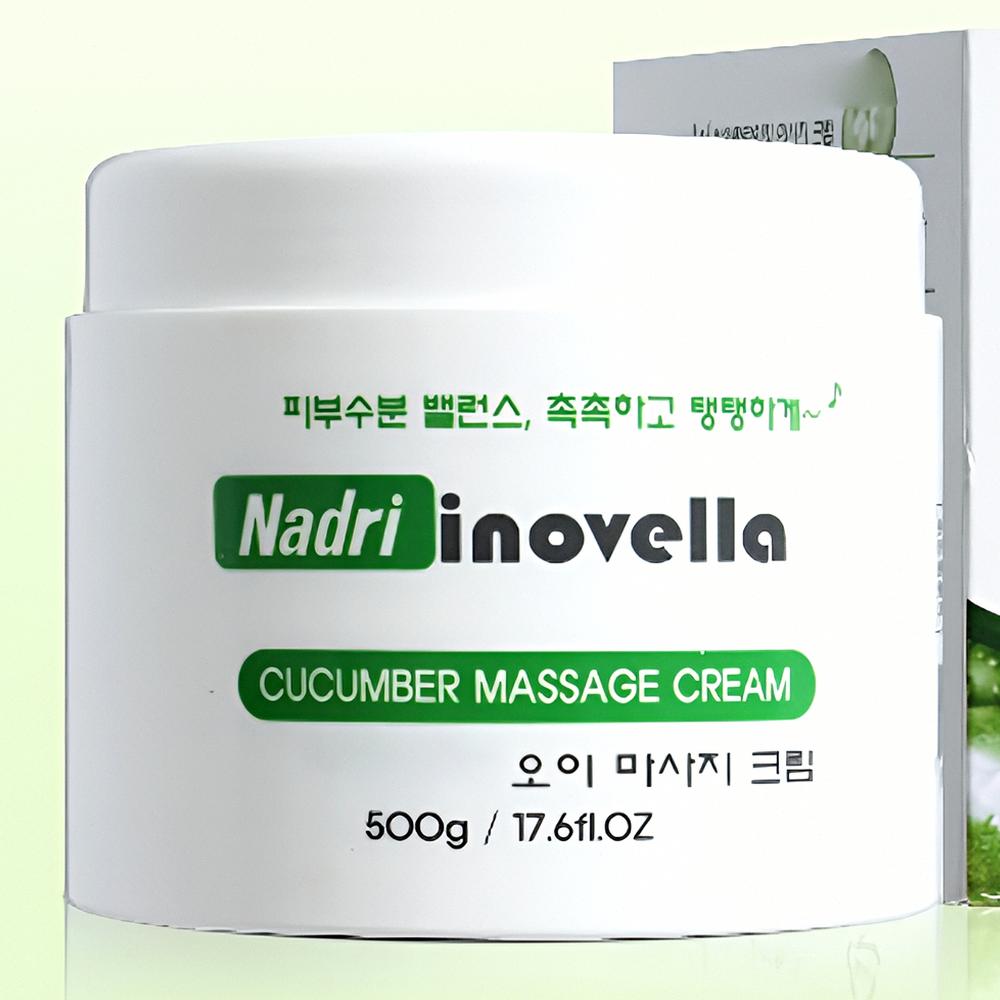 피부수분 밸런스, 촉촉하고 탱탱하게~♪
Nadri inovella
CUCUMBER MASSAGE CREAM
오이 마사지 크림
500g / 17.6fl.OZ